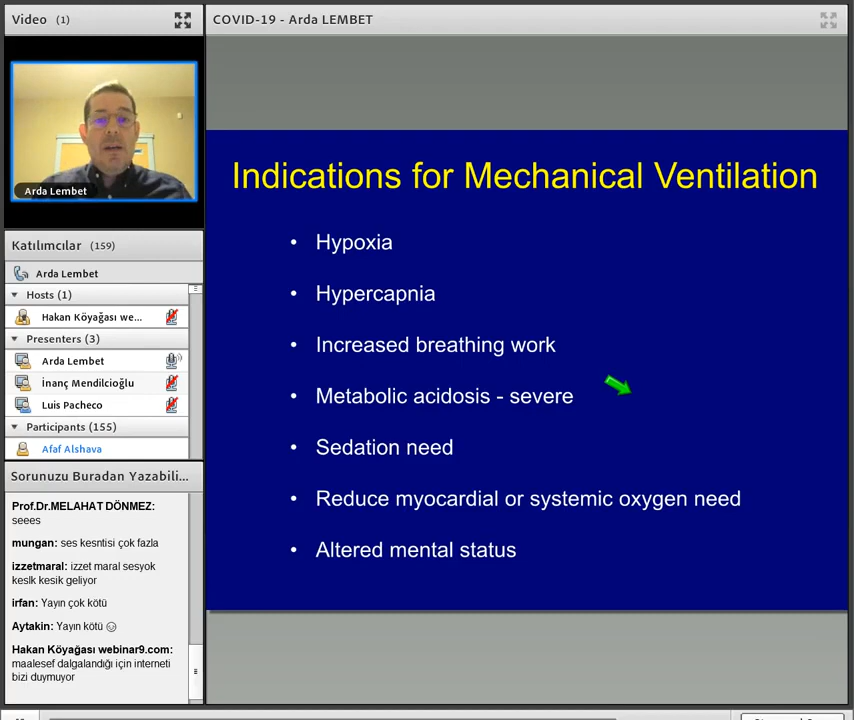 Video (1)
COVID-19 - Arda LEMBET
Arda Lembet
Katılımcılar (159)
Arda Lembet
Hosts (1)
Hakan Köyağası we...
Presenters (3)
Arda Lembet
İnanç Mendilcioğlu
Luis Pacheco
Participants (155)
Afaf Alshava
Sorunuzu Buradan Yazabili...
Prof.Dr.MELAHAT DÖNMEZ:
seees
mungan: ses kesntisi çok fazla
izzetmaral: izzet maral sesyok
keslk kesik geliyor
irfan: Yayın çok kötü
Aytakin: Yayın kötü ☹
Hakan Köyağası webinar9.com:
maalesef dalgalandığı için interneti
bizi duymuyor
Indications for Mechanical Ventilation
• Hypoxia
• Hypercapnia
• Increased breathing work
• Metabolic acidosis - severe
• Sedation need
• Reduce myocardial or systemic oxygen need
• Altered mental status